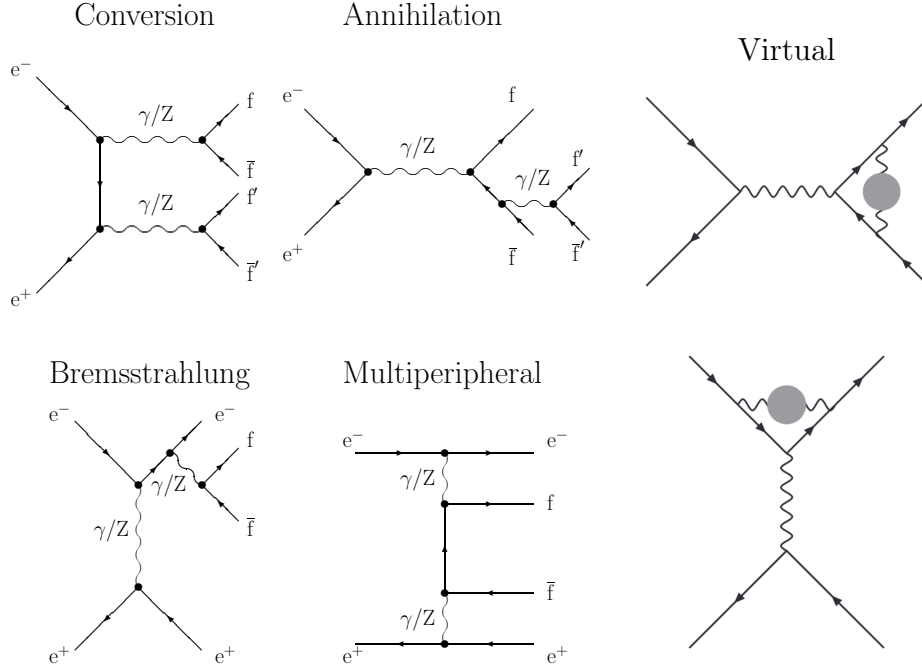 Conversion
Annihilation
Virtual
e⁻
γ/Z
f
f̅
γ/Z
f′
f̅′
e⁺
e⁻
γ/Z
f
γ/Z
f′
f̅
f̅′
e⁺
Bremsstrahlung
Multiperipheral
e⁻
e⁻
γ/Z
f
f̅
γ/Z
e⁺
e⁺
e⁻
e⁻
γ/Z
f
f̅
γ/Z
e⁺
e⁺